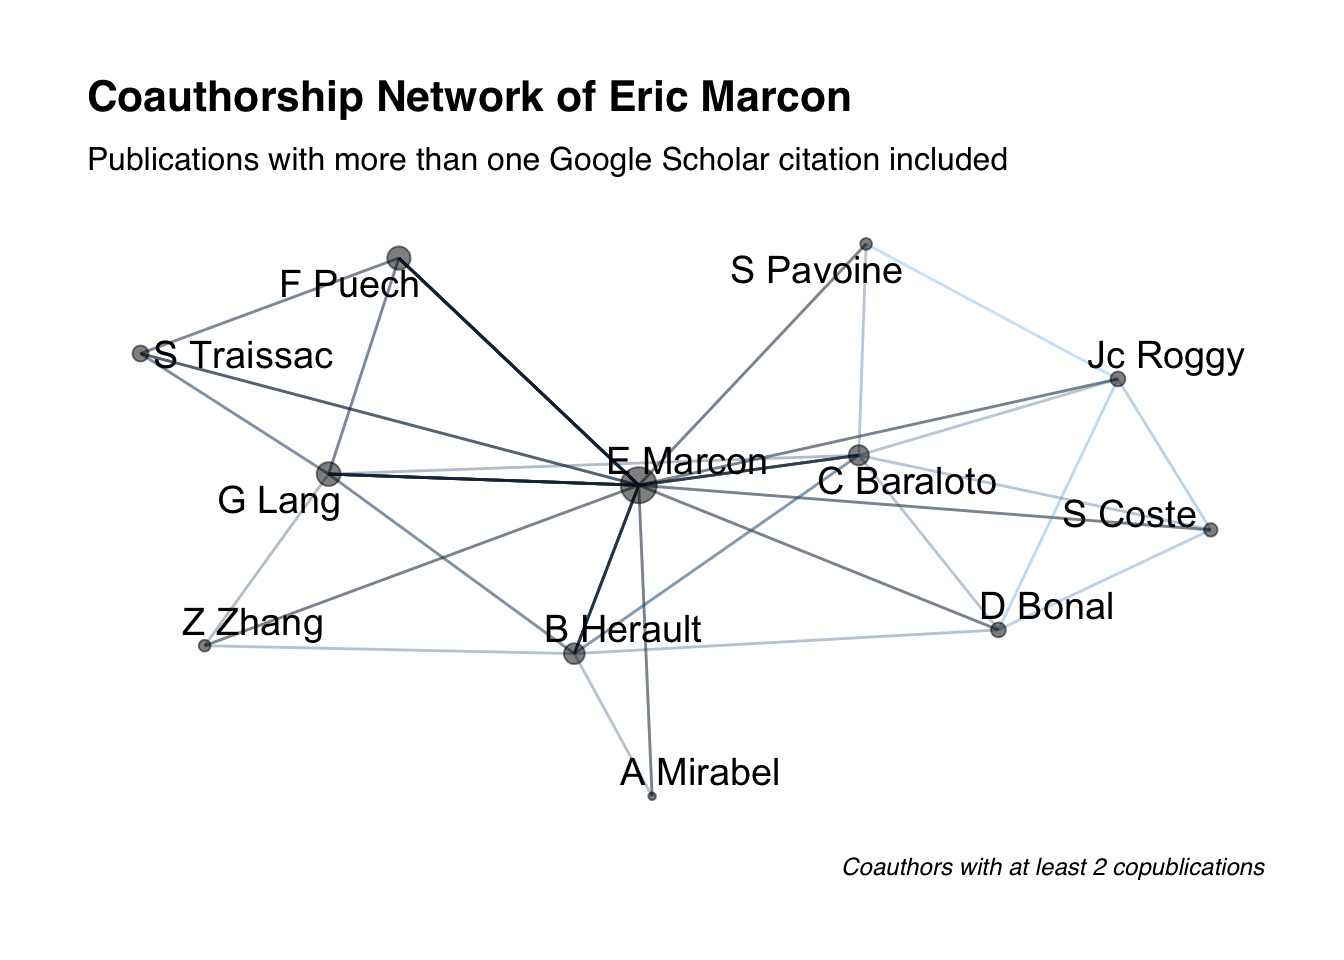 Coauthorship Network of Eric Marcon
Publications with more than one Google Scholar citation included
S Pavoine
F Puech
S Traissac
Jc Roggy
E Marcon
C Baraloto
G Lang
S Coste
D Bonal
Z Zhang
B Herault
A Mirabel
Coauthors with at least 2 copublications